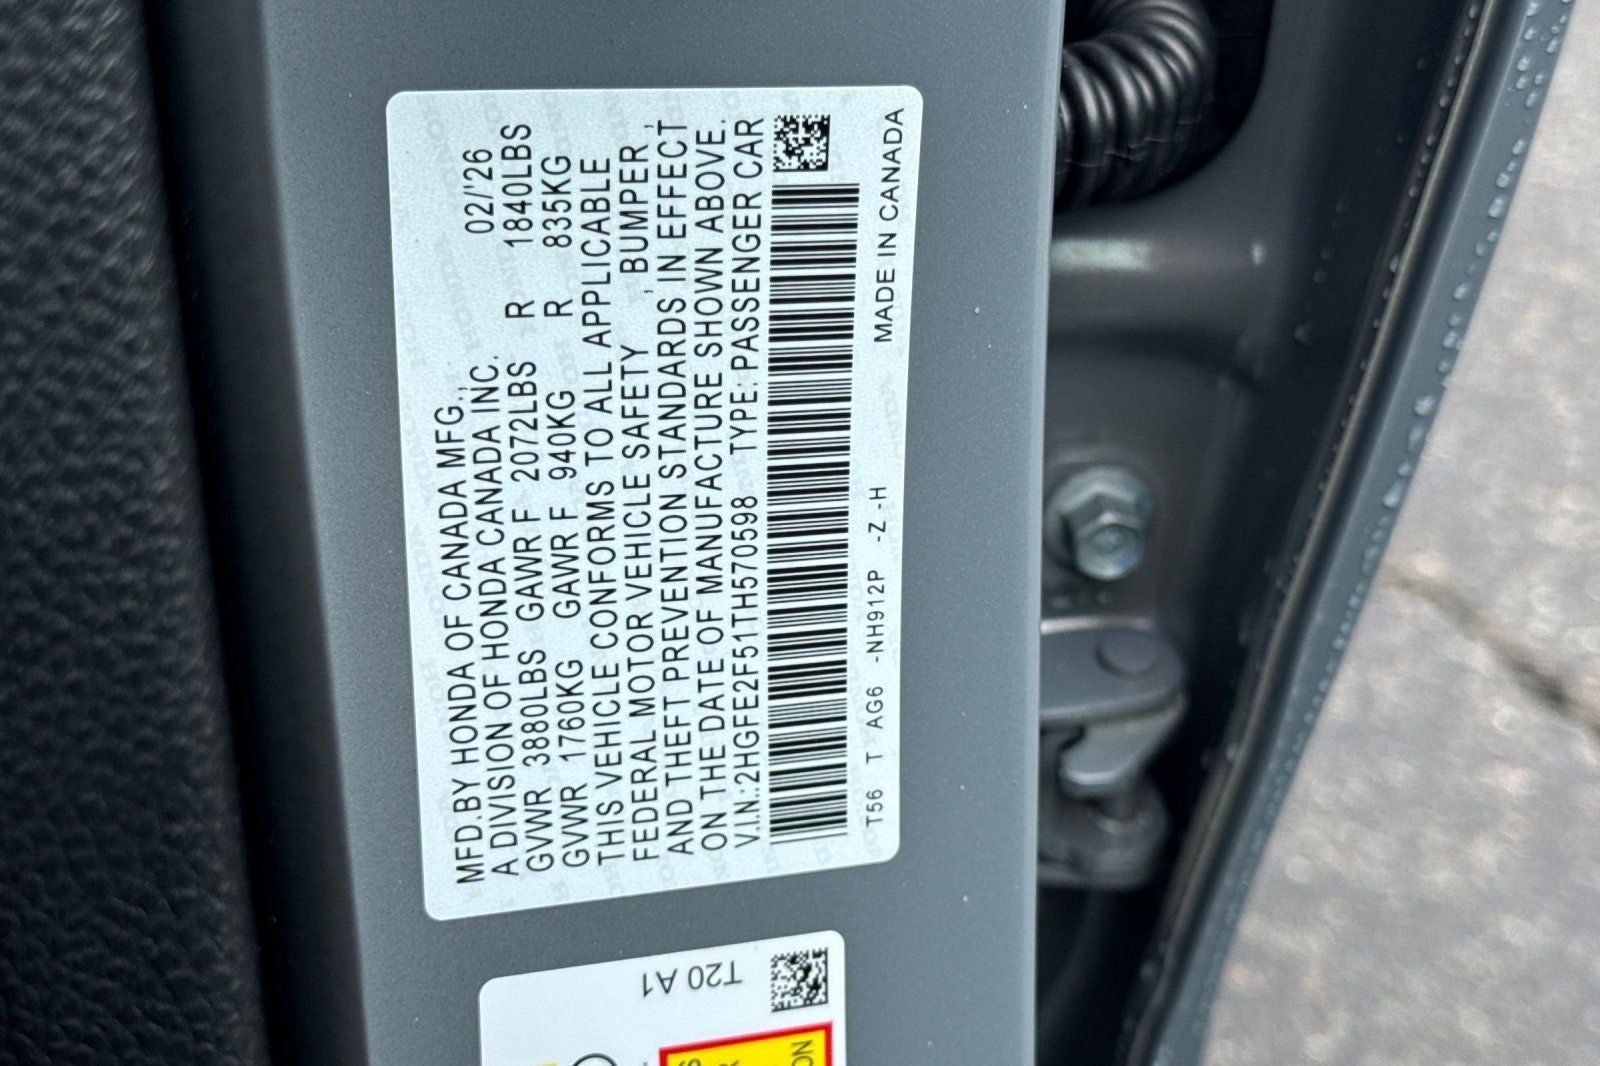 MFD.BY HONDA OF CANADA MFG.,
A DIVISION OF HONDA CANADA INC. 02/'26
GVWR 3880LBS GAWR F 2072LBS R 1840LBS
GVWR 1760KG GAWR F 940KG R 835KG
THIS VEHICLE CONFORMS TO ALL APPLICABLE
FEDERAL MOTOR VEHICLE SAFETY , BUMPER ,
AND THEFT PREVENTION STANDARDS IN EFFECT
ON THE DATE OF MANUFACTURE SHOWN ABOVE.
V.I.N.:2HGFE2F51TH570598 TYPE: PASSENGER CAR
T56 T AG6 -NH912P -Z -H MADE IN CANADA
T20 A1